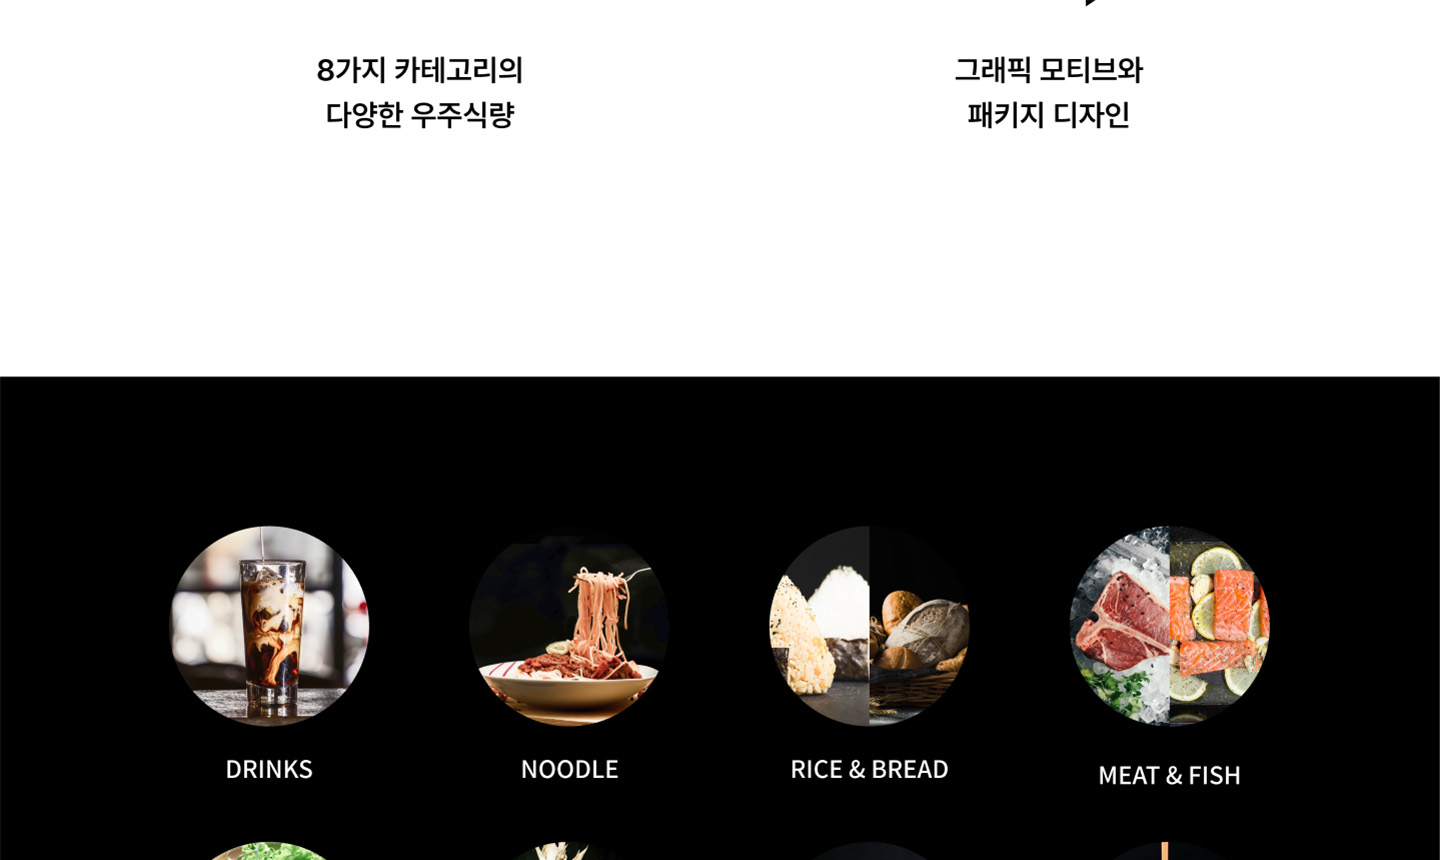 8가지 카테고리의
다양한 우주식량
그래픽 모티브와
패키지 디자인
DRINKS
NOODLE
RICE & BREAD
MEAT & FISH